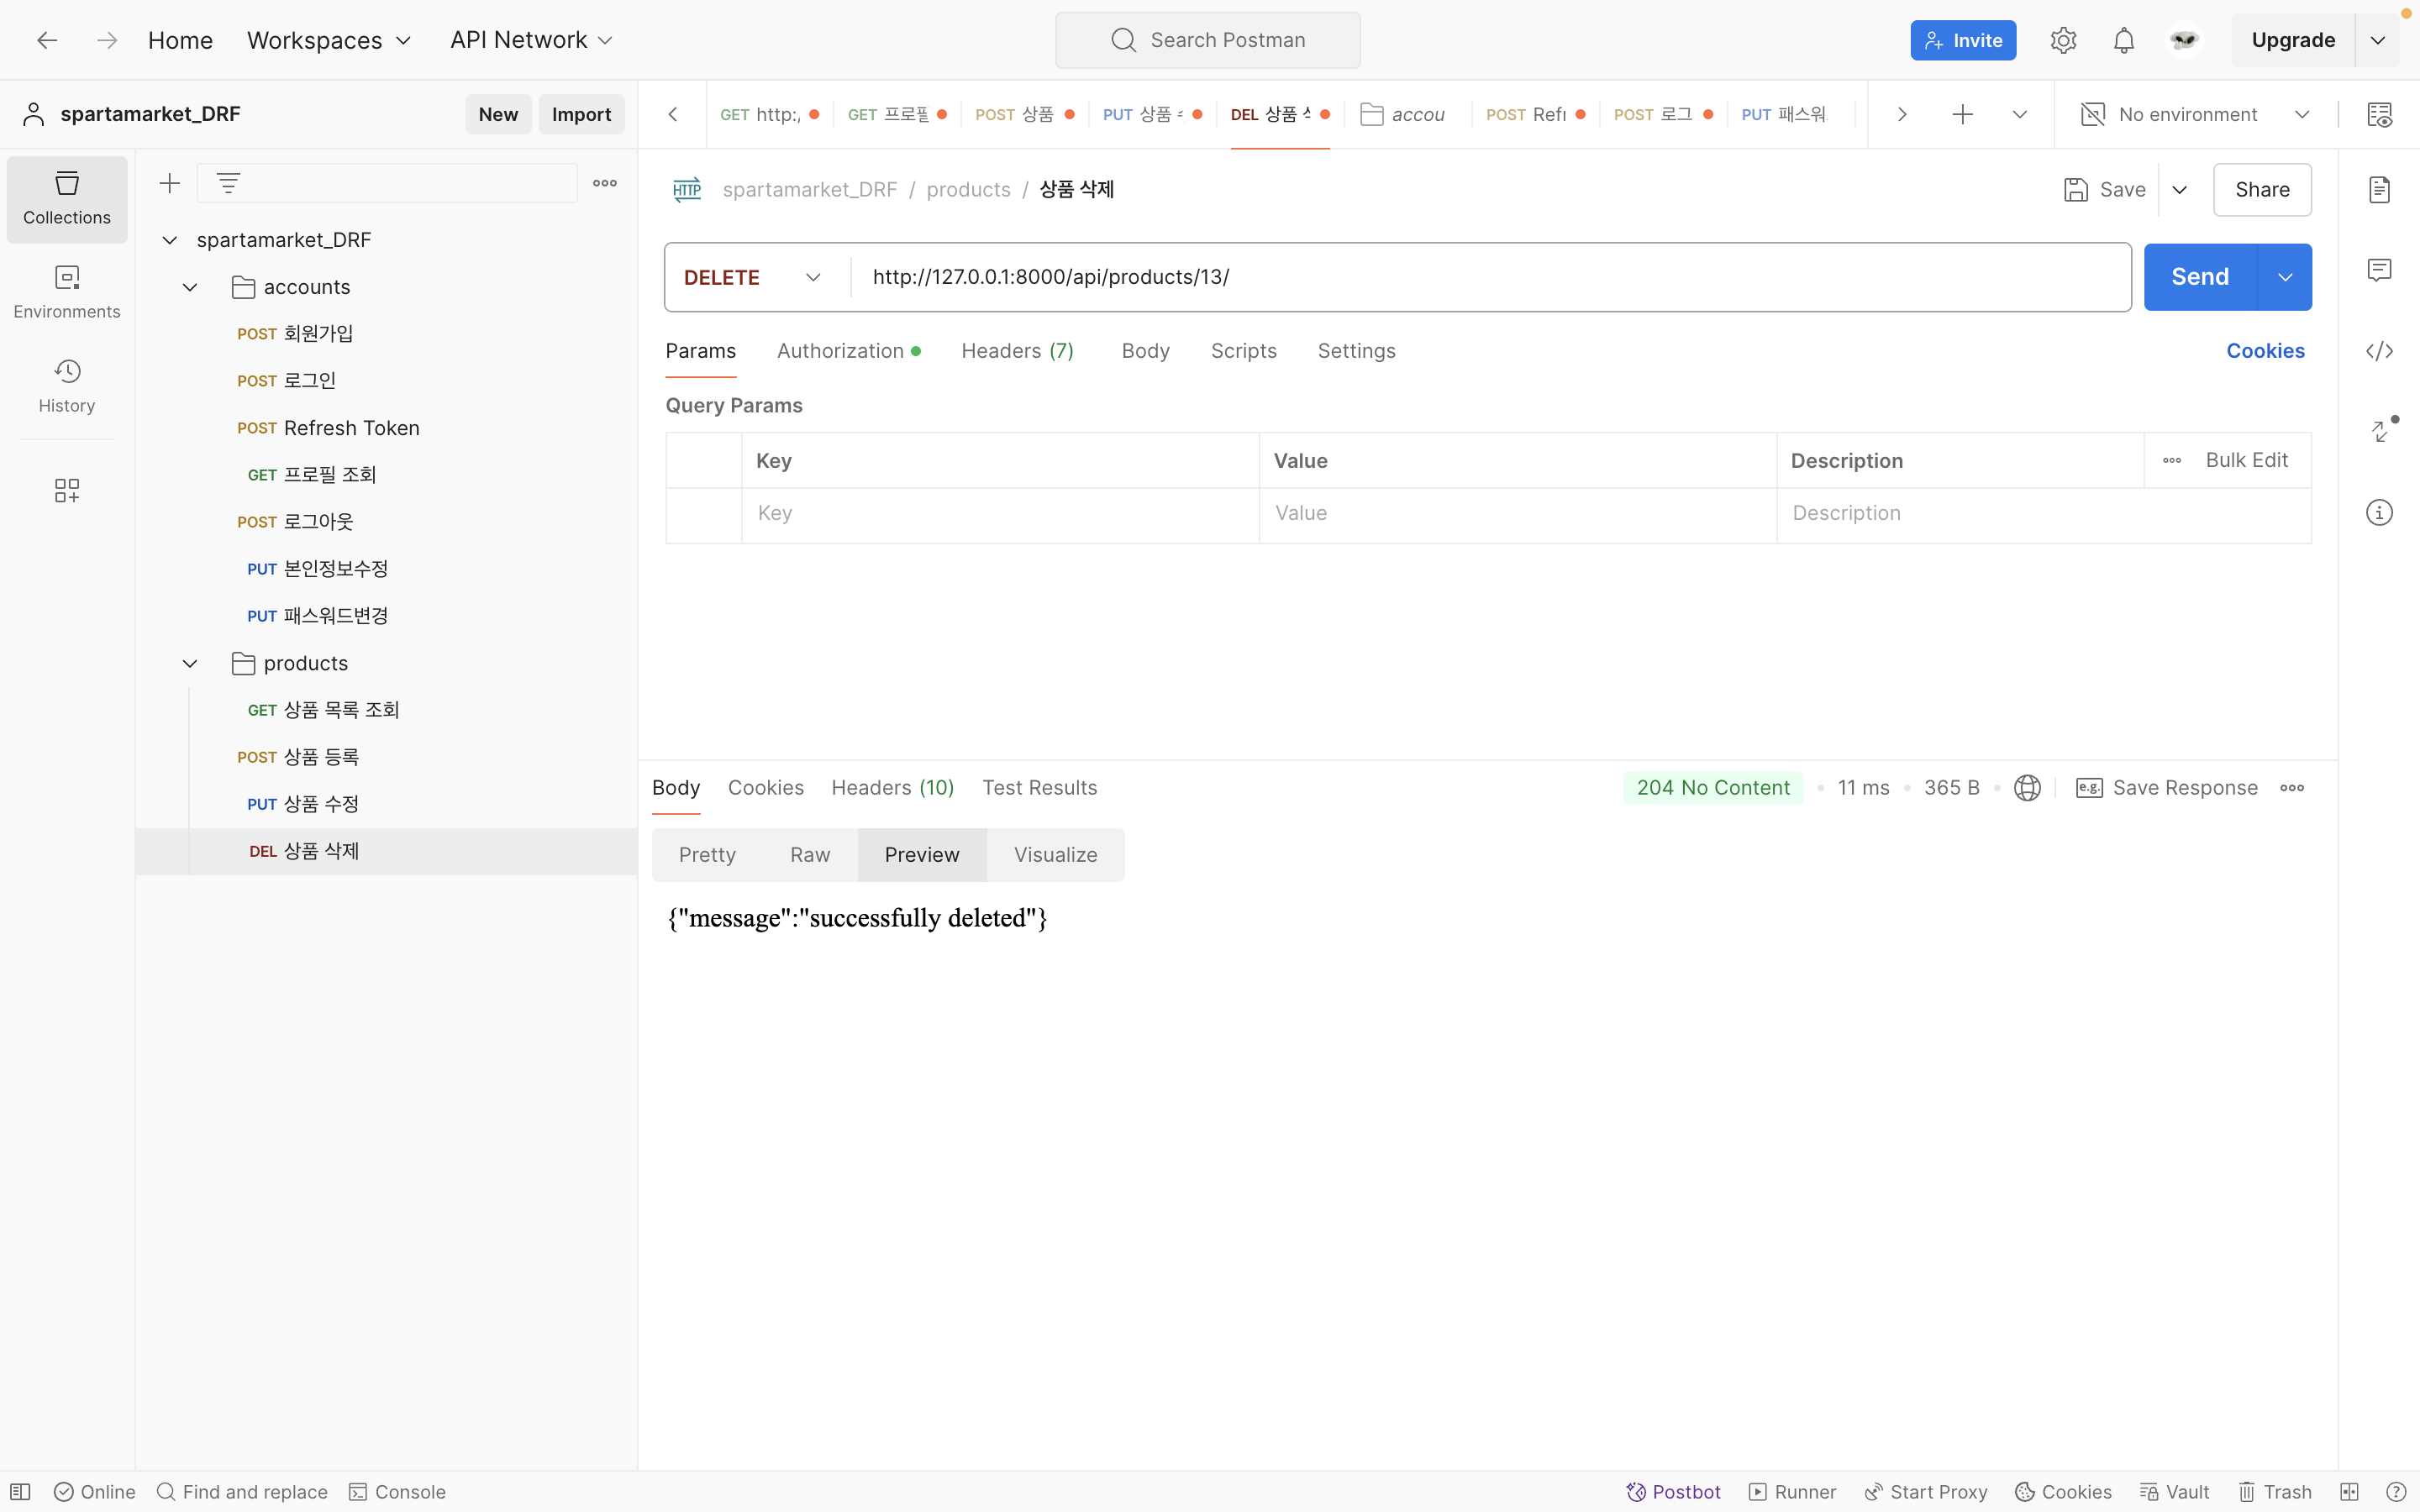 Home Workspaces API Network Search Postman Invite Upgrade
spartamarket_DRF New Import
GET http:/ GET 프로필 POST 상품 PUT 상품 DEL 상품 accou POST Refr POST 로그 PUT 패스워 No environment
Collections
Environments
History
spartamarket_DRF
accounts
POST 회원가입
POST 로그인
POST Refresh Token
GET 프로필 조회
POST 로그아웃
PUT 본인정보수정
PUT 패스워드변경
products
GET 상품 목록 조회
POST 상품 등록
PUT 상품 수정
DEL 상품 삭제
HTTP spartamarket_DRF / products / 상품 삭제 Save Share
DELETE http://127.0.0.1:8000/api/products/13/ Send
Params Authorization Headers (7) Body Scripts Settings Cookies
Query Params
Key Value Description Bulk Edit
Key Value Description
Body Cookies Headers (10) Test Results 204 No Content 11 ms 365 B e.g. Save Response
Pretty Raw Preview Visualize
{"message":"successfully deleted"}
Online Find and replace Console Postbot Runner Start Proxy Cookies Vault Trash